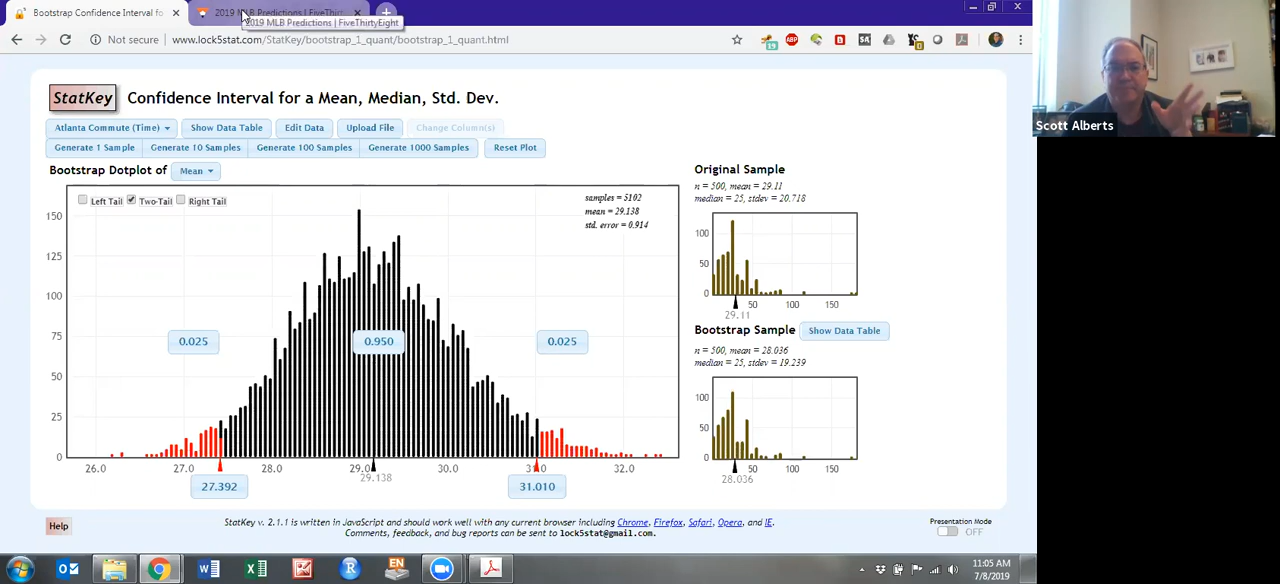 Bootstrap Confidence Interval fo
2019 MLB Predictions | FiveThirt
2019 MLB Predictions | FiveThirtyEight
Not secure | www.lock5stat.com/StatKey/bootstrap_1_quant/bootstrap_1_quant.html
StatKey Confidence Interval for a Mean, Median, Std. Dev.
Atlanta Commute (Time) Show Data Table Edit Data Upload File Change Column(s)
Generate 1 Sample Generate 10 Samples Generate 100 Samples Generate 1000 Samples Reset Plot
Bootstrap Dotplot of Mean
Left Tail Two-Tail Right Tail
samples = 5102
mean = 29.138
std. error = 0.914
150
125
100
75
50
25
0
0.025 0.950 0.025
26.0 27.0 28.0 29.0 30.0 31.0 32.0
29.138
27.392 31.010
Original Sample
n = 500, mean = 29.11
median = 25, stdev = 20.718
100
50
0
50 100 150
29.11
Bootstrap Sample Show Data Table
n = 500, mean = 28.036
median = 25, stdev = 19.239
100
50
0
50 100 150
28.036
Help
StatKey v. 2.1.1 is written in JavaScript and should work well with any current browser including Chrome, Firefox, Safari, Opera, and IE.
Comments, feedback, and bug reports can be sent to lock5stat@gmail.com.
Presentation Mode
OFF
Scott Alberts
11:05 AM
7/8/2019